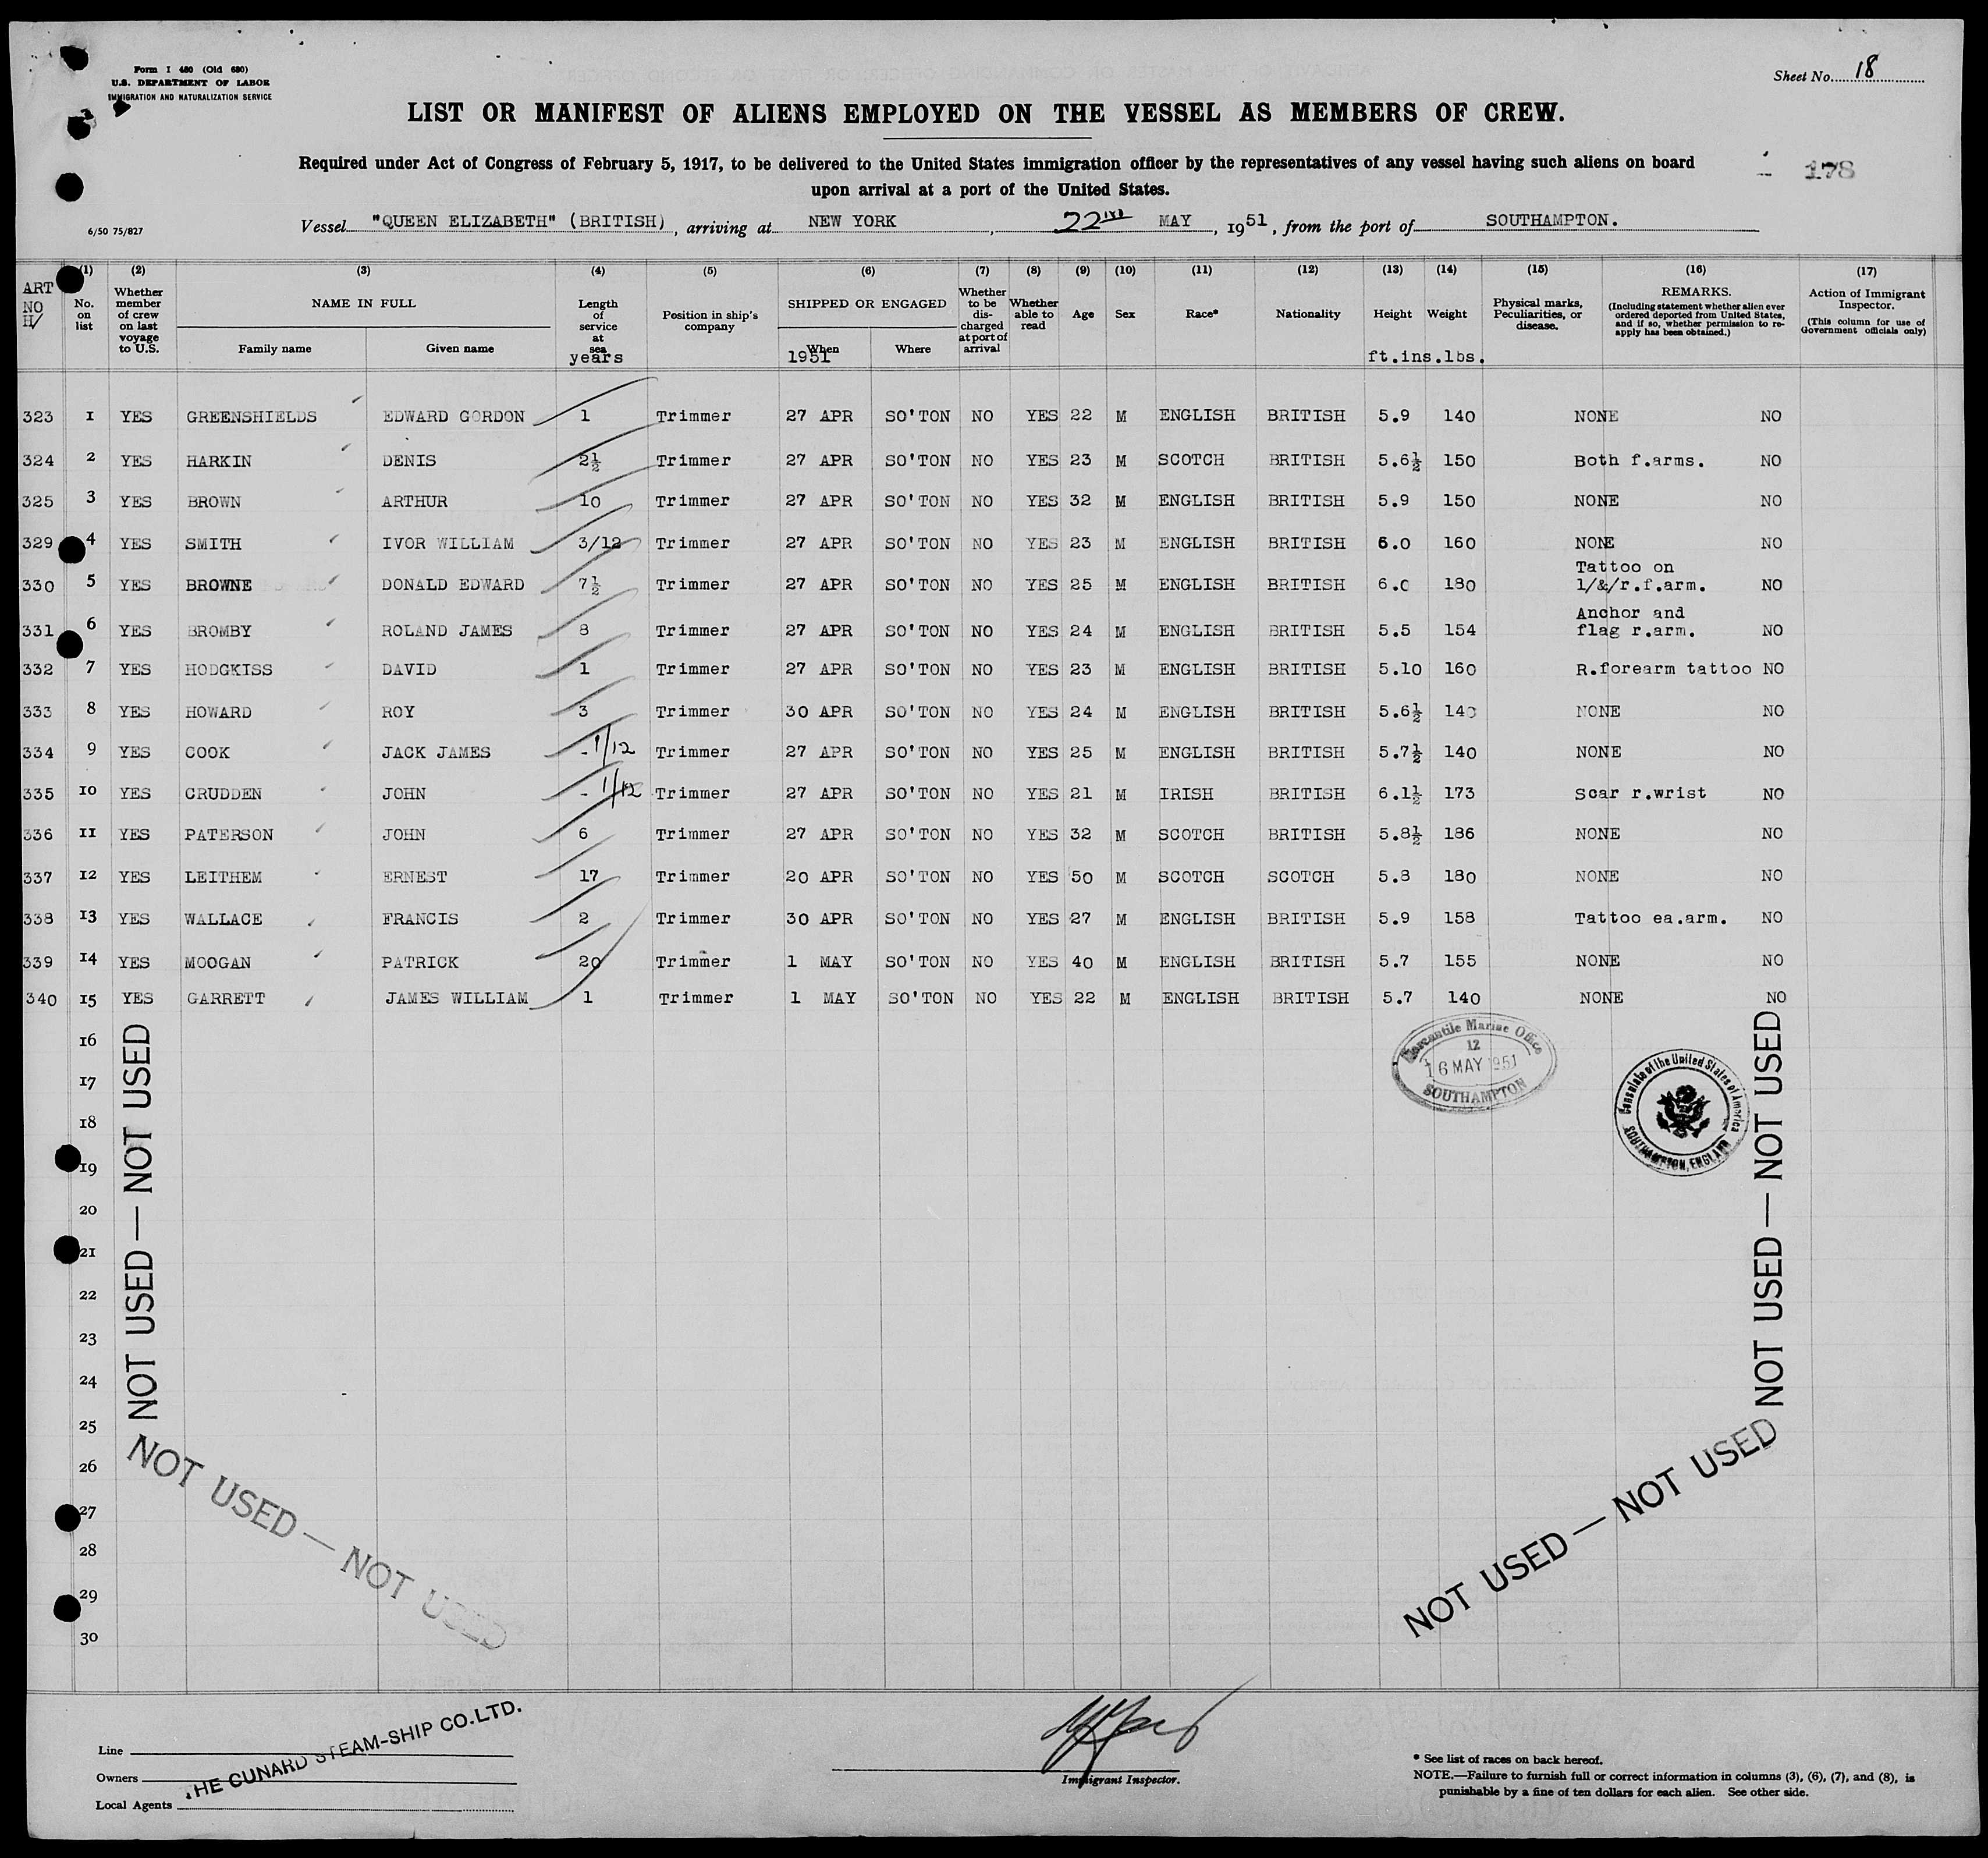 Form I 480 (Old 680)
U.S. DEPARTMENT OF LABOR
IMMIGRATION AND NATURALIZATION SERVICE
Sheet No. 18
LIST OR MANIFEST OF ALIENS EMPLOYED ON THE VESSEL AS MEMBERS OF CREW.
Required under Act of Congress of February 5, 1917, to be delivered to the United States immigration officer by the representatives of any vessel having such aliens on board
upon arrival at a port of the United States.
178
6/50 75/827
Vessel "QUEEN ELIZABETH" (BRITISH), arriving at NEW YORK, 22nd MAY, 1951, from the port of SOUTHAMPTON.
ART NO H/ (1) No. on list (2) Whether member of crew on last voyage to U.S. (3) NAME IN FULL Family name Given name (4) Length of service at sea years (5) Position in ship's company (6) SHIPPED OR ENGAGED When 1951 Where (7) Whether to be discharged at port of arrival (8) Whether able to read (9) Age (10) Sex (11) Race* (12) Nationality (13) Height ft.ins. (14) Weight lbs. (15) Physical marks, Peculiarities, or disease. (16) REMARKS. (Including statement whether alien ever ordered deported from United States, and if so, whether permission to re-apply has been obtained.) (17) Action of Immigrant Inspector. (This column for use of Government officials only)
323 1 YES GREENSHIELDS EDWARD GORDON 1 Trimmer 27 APR SO'TON NO YES 22 M ENGLISH BRITISH 5.9 140 NONE NO
324 2 YES HARKIN DENIS 2½ Trimmer 27 APR SO'TON NO YES 23 M SCOTCH BRITISH 5.6½ 150 Both f.arms. NO
325 3 YES BROWN ARTHUR 10 Trimmer 27 APR SO'TON NO YES 32 M ENGLISH BRITISH 5.9 150 NONE NO
329 4 YES SMITH IVOR WILLIAM 3/12 Trimmer 27 APR SO'TON NO YES 23 M ENGLISH BRITISH 6.0 160 NONE NO
330 5 YES BROWNE DONALD EDWARD 7½ Trimmer 27 APR SO'TON NO YES 25 M ENGLISH BRITISH 6.0 180 Tattoo on l/&/r.f.arm. NO
331 6 YES BROMBY ROLAND JAMES 8 Trimmer 27 APR SO'TON NO YES 24 M ENGLISH BRITISH 5.5 154 Anchor and flag r.arm. NO
332 7 YES HODGKISS DAVID 1 Trimmer 27 APR SO'TON NO YES 23 M ENGLISH BRITISH 5.10 160 R.forearm tattoo NO
333 8 YES HOWARD ROY 3 Trimmer 30 APR SO'TON NO YES 24 M ENGLISH BRITISH 5.6½ 140 NONE NO
334 9 YES COOK JACK JAMES - 1/12 Trimmer 27 APR SO'TON NO YES 25 M ENGLISH BRITISH 5.7½ 140 NONE NO
335 10 YES CRUDDEN JOHN - 1/12 Trimmer 27 APR SO'TON NO YES 21 M IRISH BRITISH 6.1½ 173 Scar r.wrist NO
336 11 YES PATERSON JOHN 6 Trimmer 27 APR SO'TON NO YES 32 M SCOTCH BRITISH 5.8½ 186 NONE NO
337 12 YES LEITHEM ERNEST 17 Trimmer 20 APR SO'TON NO YES 50 M SCOTCH SCOTCH 5.8 180 NONE NO
338 13 YES WALLACE FRANCIS 2 Trimmer 30 APR SO'TON NO YES 27 M ENGLISH BRITISH 5.9 158 Tattoo ea.arm. NO
339 14 YES MOOGAN PATRICK 20 Trimmer 1 MAY SO'TON NO YES 40 M ENGLISH BRITISH 5.7 155 NONE NO
340 15 YES GARRETT JAMES WILLIAM 1 Trimmer 1 MAY SO'TON NO YES 22 M ENGLISH BRITISH 5.7 140 NONE NO
16
17
18
19
20
21
22
23
24
25
26
27
28
29
30
Mercantile Marine Office
12
16 MAY 1951
SOUTHAMPTON
Consulate of the United States of America
SOUTHAMPTON, ENGLAND
NOT USED — NOT USED
NOT USED — NOT USED
NOT USED — NOT USED
NOT USED — NOT USED
Line
Owners
Local Agents
THE CUNARD STEAM-SHIP CO.LTD.
Immigrant Inspector.
* See list of races on back hereof.
NOTE.—Failure to furnish full or correct information in columns (3), (6), (7), and (8), is
punishable by a fine of ten dollars for each alien. See other side.